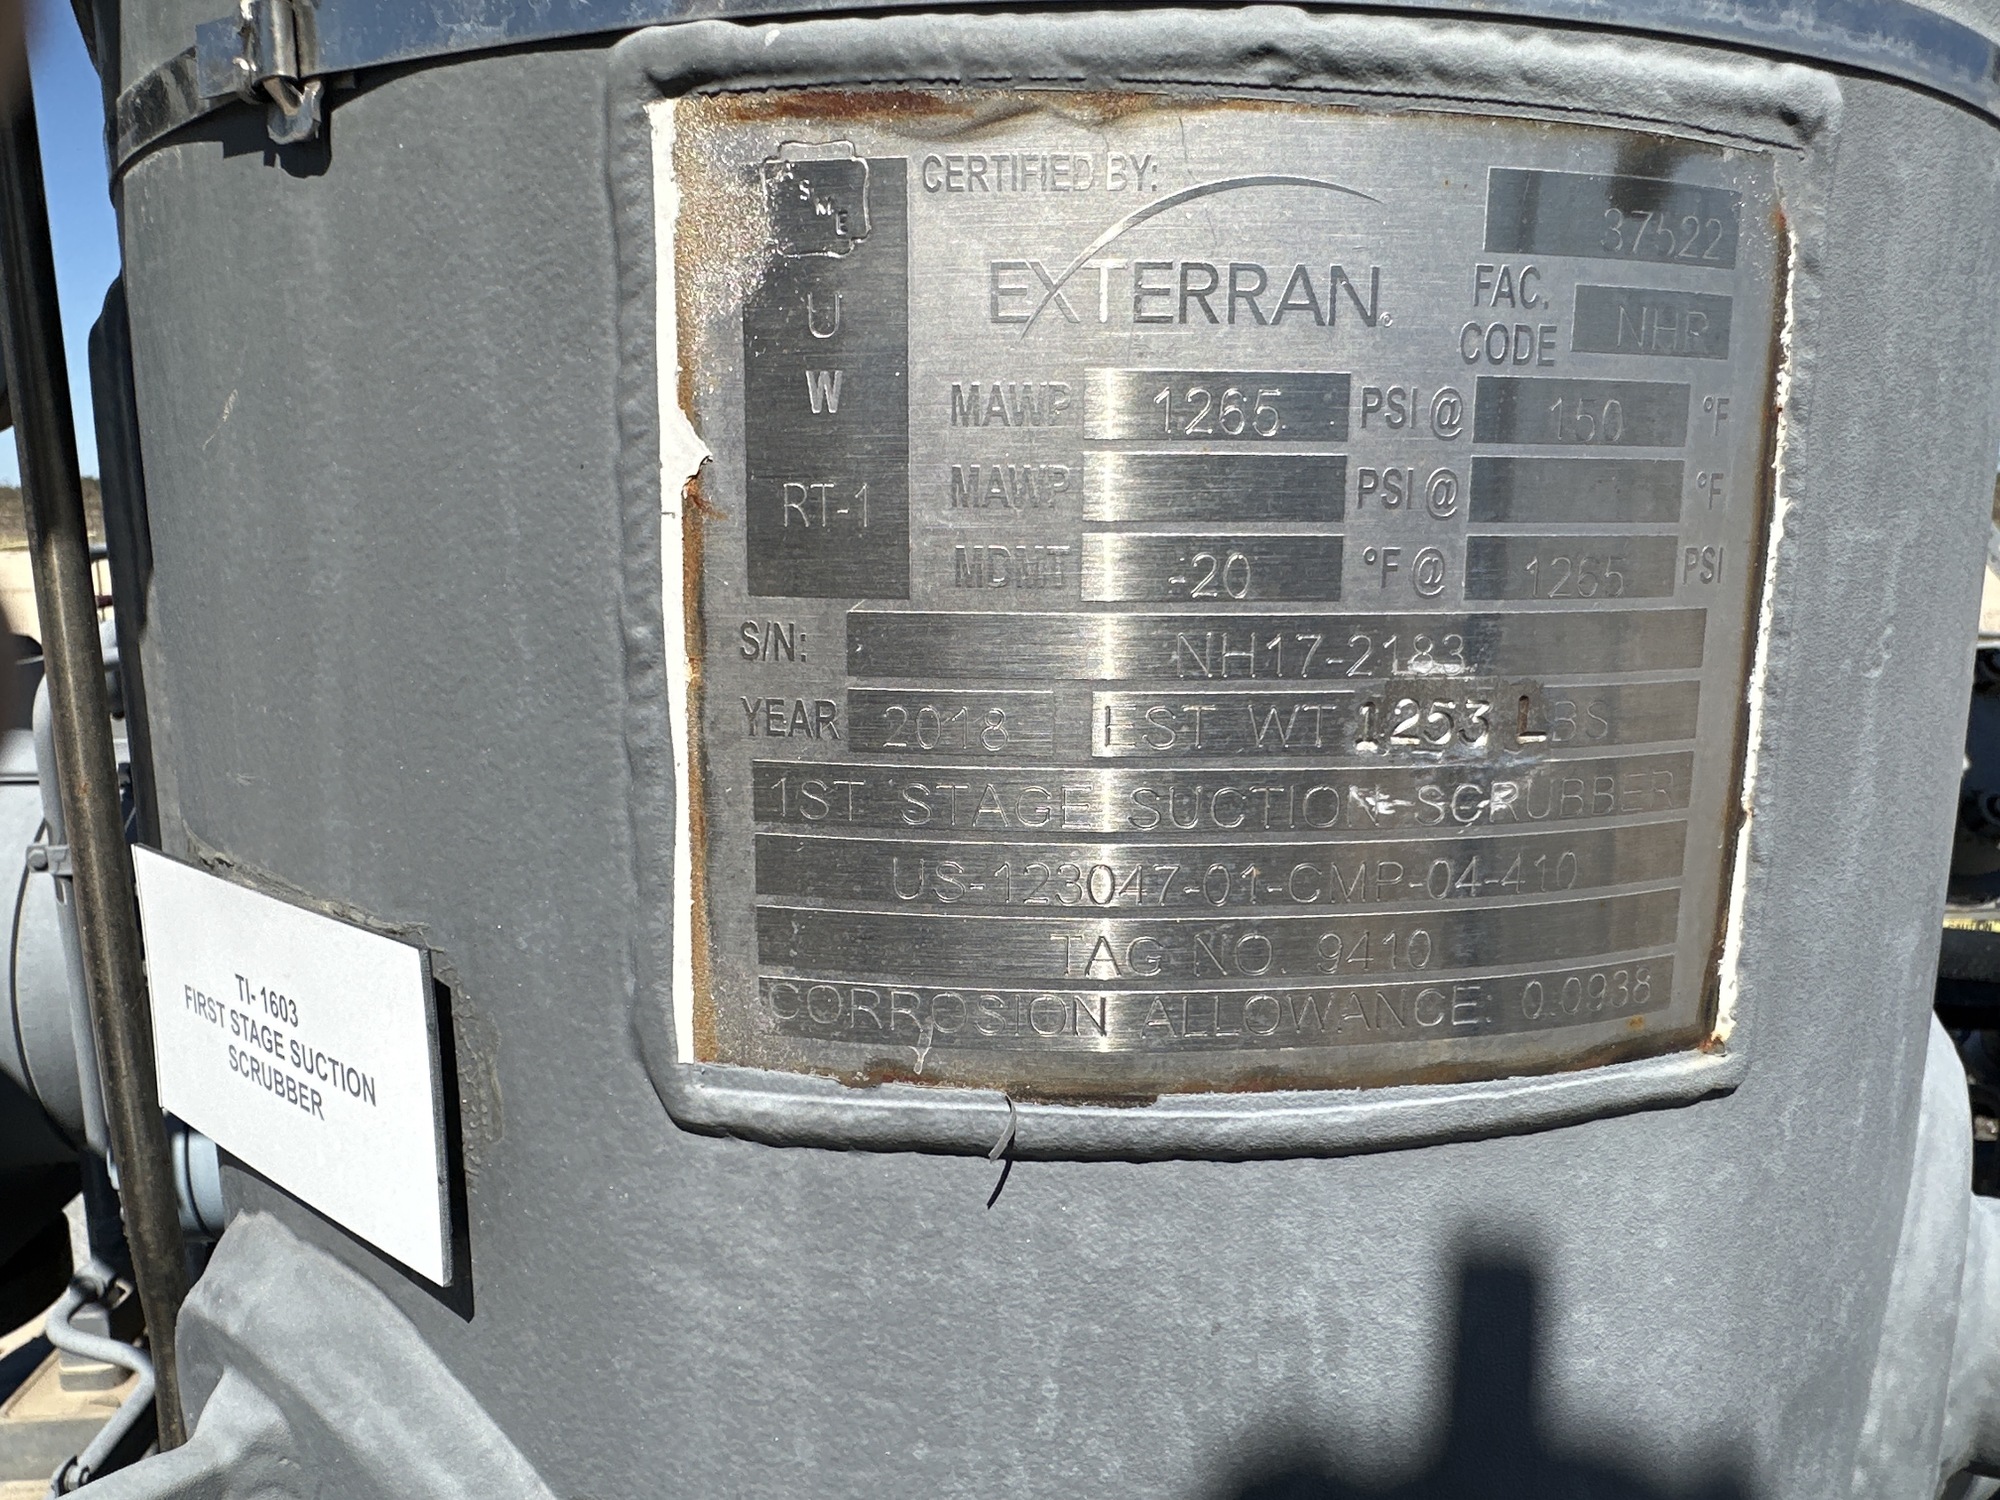 ASME
U
W
RT-1
CERTIFIED BY:
EXTERRAN®
37522
FAC. CODE NHR
MAWP 1265 PSI @ 150 °F
MAWP PSI @ °F
MDMT -20 °F @ 1265 PSI
S/N: NH17-2183
YEAR 2018 EST WT 1253 LBS
1ST STAGE SUCTION SCRUBBER
US-123047-01-CMP-04-410
TAG NO. 9410
CORROSION ALLOWANCE: 0.0938
TI-1603
FIRST STAGE SUCTION
SCRUBBER